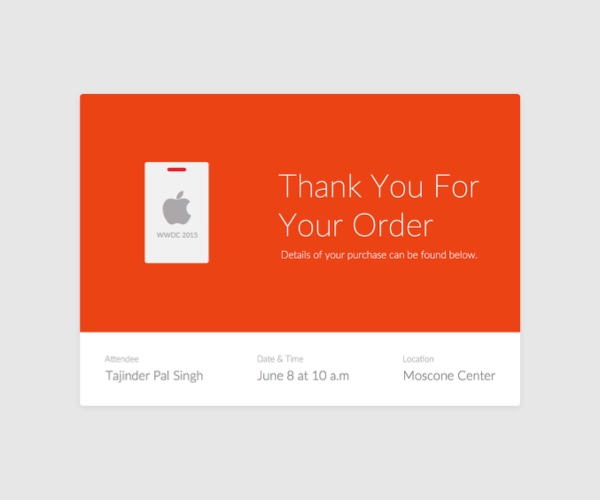 WWDC 2015
Thank You For
Your Order
Details of your purchase can be found below.
Attendee
Tajinder Pal Singh
Date & Time
June 8 at 10 a.m
Location
Moscone Center